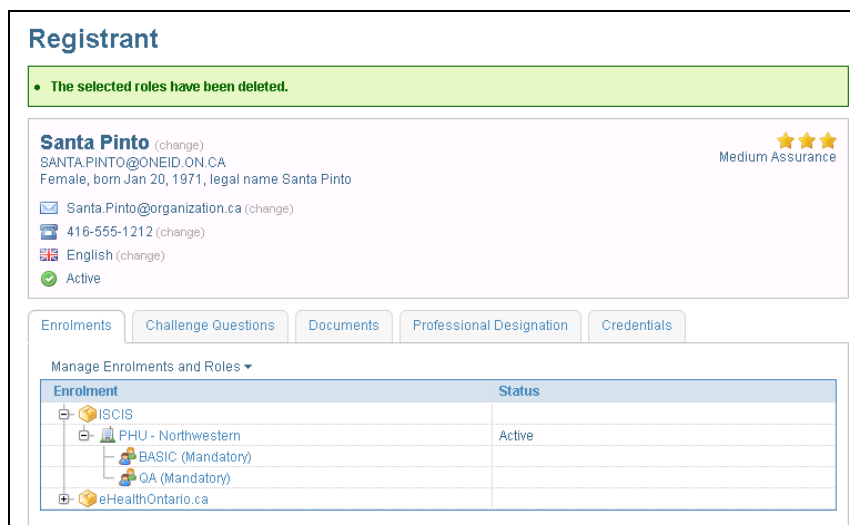 Registrant
• The selected roles have been deleted.
Santa Pinto (change)
SANTA.PINTO@ONEID.ON.CA
Female, born Jan 20, 1971, legal name Santa Pinto
Medium Assurance
Santa.Pinto@organization.ca (change)
416-555-1212 (change)
English (change)
Active
Enrolments Challenge Questions Documents Professional Designation Credentials
Manage Enrolments and Roles
Enrolment Status
ISCIS
PHU - Northwestern Active
BASIC (Mandatory)
QA (Mandatory)
eHealthOntario.ca